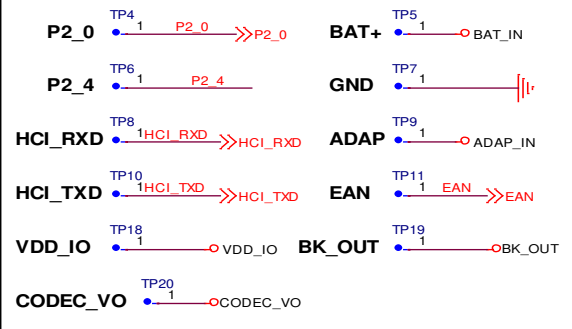 TP4
P2_0 1 P2_0 P2_0
TP5
BAT+ 1 BAT_IN
TP6
P2_4 1 P2_4
TP7
GND 1
TP8
HCI_RXD 1 HCI_RXD HCI_RXD
TP9
ADAP 1 ADAP_IN
TP10
HCI_TXD 1 HCI_TXD HCI_TXD
TP11
EAN 1 EAN EAN
TP18
VDD_IO 1 VDD_IO
TP19
BK_OUT 1 BK_OUT
TP20
CODEC_VO 1 CODEC_VO